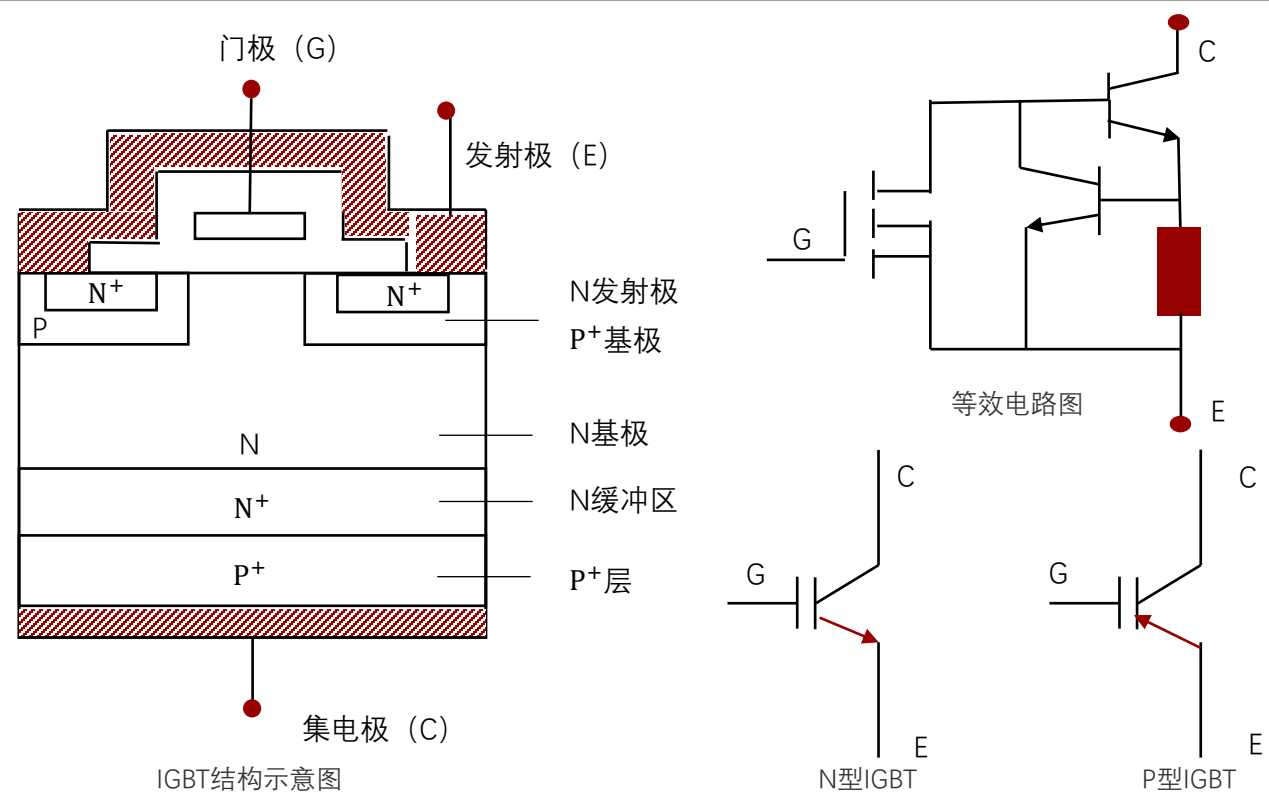 门极（G）
发射极（E）
N⁺
N⁺
P
N发射极
P⁺基极
N
N基极
N⁺
N缓冲区
P⁺
P⁺层
集电极（C）
IGBT结构示意图
C
G
等效电路图
E
C
G
E
N型IGBT
C
G
E
P型IGBT